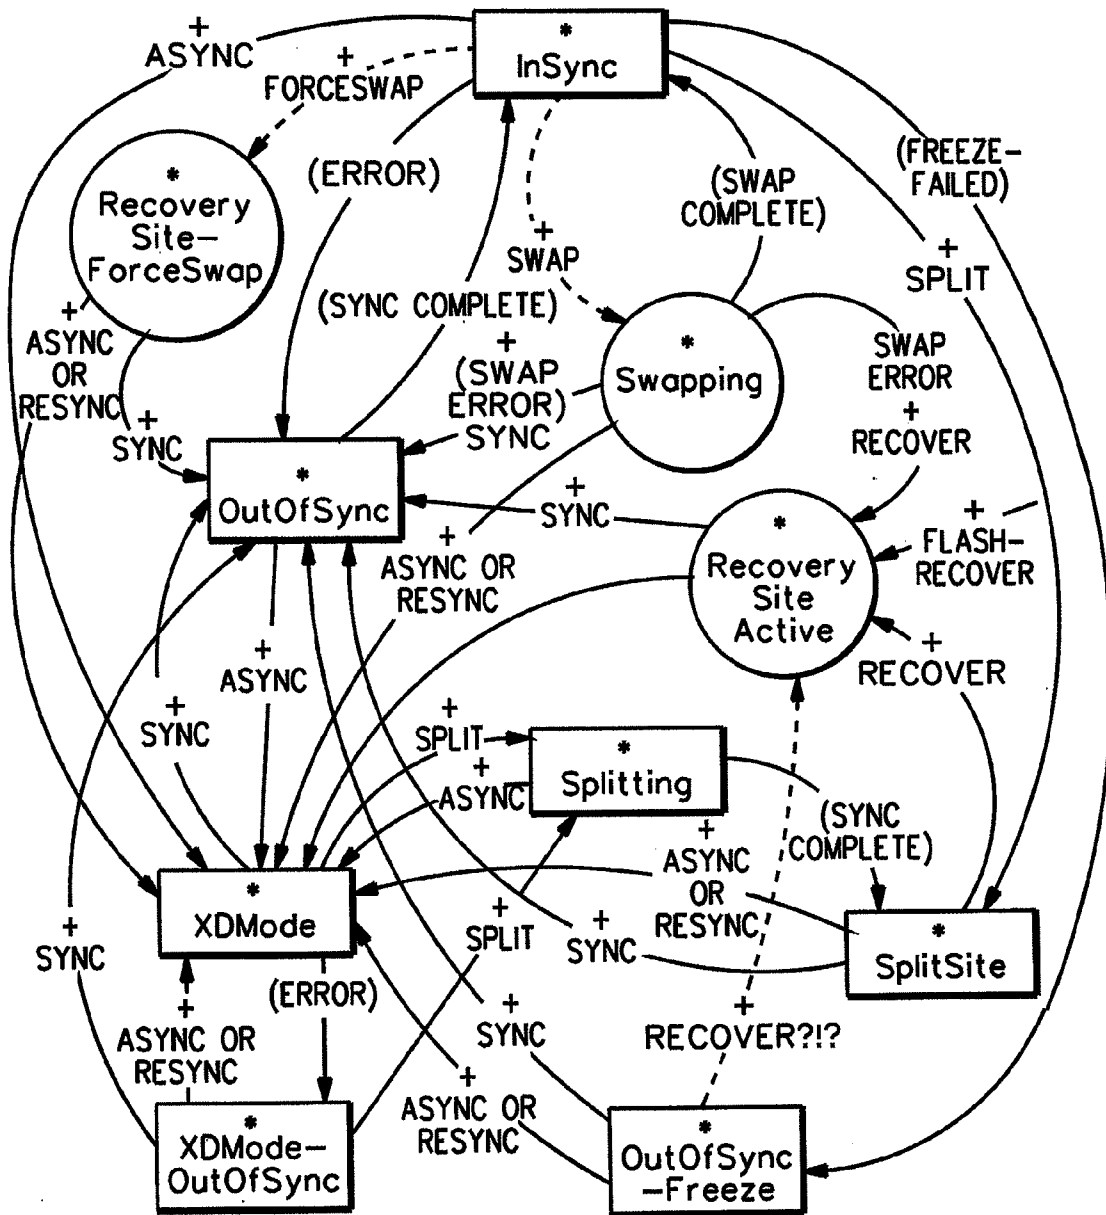 +
ASYNC
*
InSync
+
FORCESWAP
(FREEZE-
FAILED)
*
Recovery
Site-
ForceSwap
(ERROR)
(SWAP
COMPLETE)
+
SWAP
+
SPLIT
(SYNC COMPLETE)
+
ASYNC
OR
RESYNC
+
(SWAP
ERROR)
SYNC
*
Swapping
SWAP
ERROR
+
RECOVER
+
SYNC
*
OutOfSync
+
SYNC
*
Recovery
Site
Active
+
FLASH-
RECOVER
+
ASYNC OR
RESYNC
+
ASYNC
+
RECOVER
+
SYNC
+
SPLIT
+
ASYNC
*
Splitting
(SYNC
COMPLETE)
+
ASYNC
OR
RESYNC
*
XDMode
+
SYNC
+
SPLIT
+
SYNC
*
SplitSite
(ERROR)
+
ASYNC OR
RESYNC
+
SYNC
+
RECOVER?!?
+
ASYNC OR
RESYNC
*
XDMode-
OutOfSync
*
OutOfSync
-Freeze